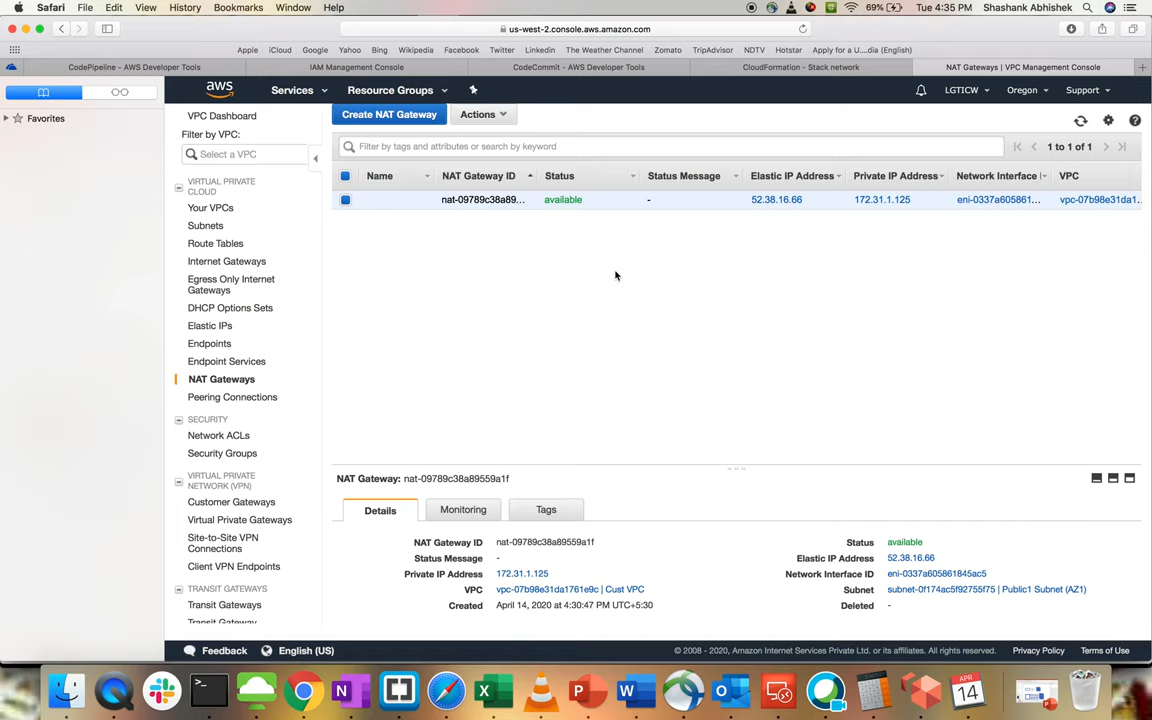 Safari File Edit View History Bookmarks Window Help 69% Tue 4:35 PM Shashank Abhishek
us-west-2.console.aws.amazon.com
Apple iCloud Google Yahoo Bing Wikipedia Facebook Twitter Linkedin The Weather Channel Zomato TripAdvisor NDTV Hotstar Apply for a U....dia (English)
CodePipeline - AWS Developer Tools IAM Management Console CodeCommit - AWS Developer Tools CloudFormation - Stack network NAT Gateways | VPC Management Console
aws Services Resource Groups LGTICW Oregon Support
Favorites
VPC Dashboard
Filter by VPC:
Select a VPC
VIRTUAL PRIVATE
CLOUD
Your VPCs
Subnets
Route Tables
Internet Gateways
Egress Only Internet
Gateways
DHCP Options Sets
Elastic IPs
Endpoints
Endpoint Services
NAT Gateways
Peering Connections
SECURITY
Network ACLs
Security Groups
VIRTUAL PRIVATE
NETWORK (VPN)
Customer Gateways
Virtual Private Gateways
Site-to-Site VPN
Connections
Client VPN Endpoints
TRANSIT GATEWAYS
Transit Gateways
Transit Gateway
Create NAT Gateway Actions
Filter by tags and attributes or search by keyword 1 to 1 of 1
Name NAT Gateway ID Status Status Message Elastic IP Address Private IP Address Network Interface I VPC
nat-09789c38a89... available - 52.38.16.66 172.31.1.125 eni-0337a605861... vpc-07b98e31da1...
NAT Gateway: nat-09789c38a89559a1f
Details Monitoring Tags
NAT Gateway ID nat-09789c38a89559a1f Status available
Status Message - Elastic IP Address 52.38.16.66
Private IP Address 172.31.1.125 Network Interface ID eni-0337a605861845ac5
VPC vpc-07b98e31da1761e9c | Cust VPC Subnet subnet-0f174ac5f92755f75 | Public1 Subnet (AZ1)
Created April 14, 2020 at 4:30:47 PM UTC+5:30 Deleted -
Feedback English (US) © 2008 - 2020, Amazon Internet Services Private Ltd. or its affiliates. All rights reserved. Privacy Policy Terms of Use
N X P W O APR
14